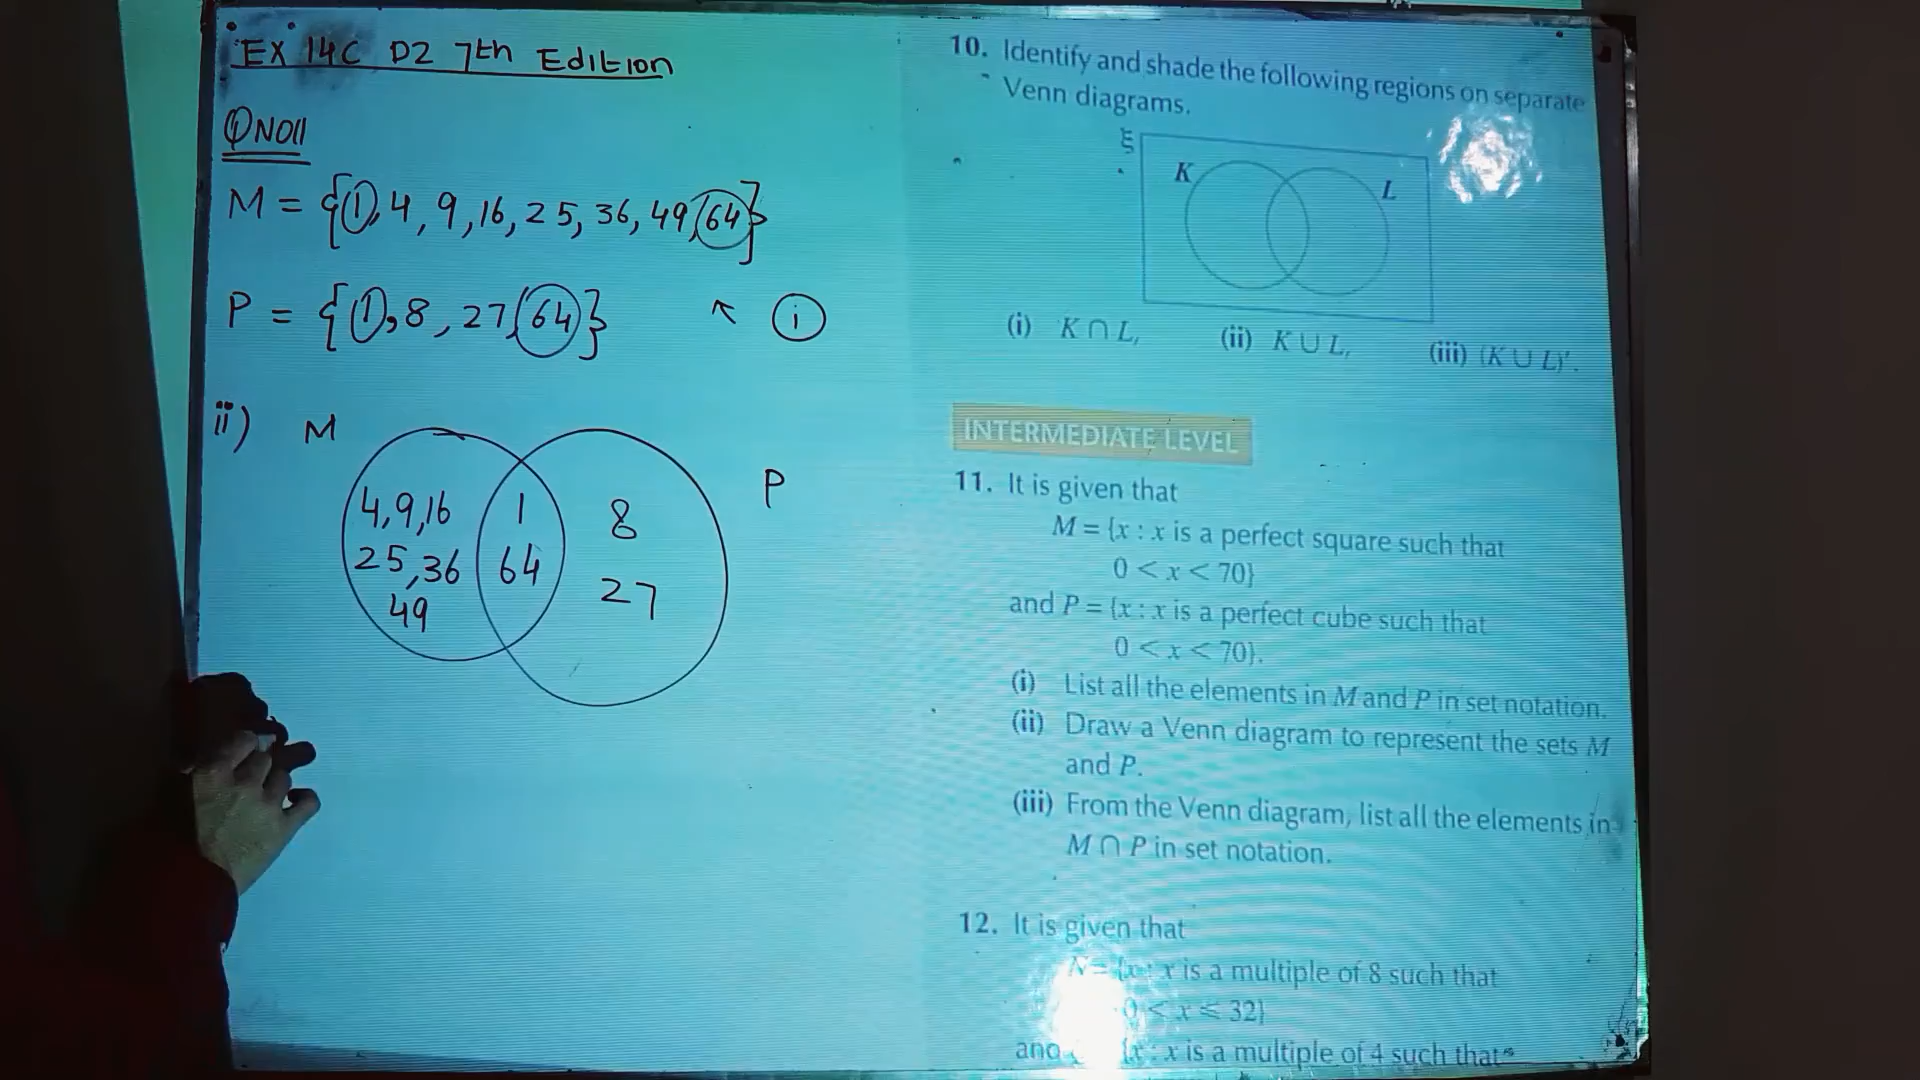 EX 14C D2 7th Edition
QNO11
M = {1, 4, 9, 16, 25, 36, 49, 64}
P = {1, 8, 27, 64}
i
ii) M
P
4, 9, 16
25, 36
49
1
64
8
27
10. Identify and shade the following regions on separate
Venn diagrams.
ξ
K
L
(i) K ∩ L, (ii) K ∪ L, (iii) (K ∪ L)′.
INTERMEDIATE LEVEL
11. It is given that
M = {x : x is a perfect square such that
0 < x < 70}
and P = {x : x is a perfect cube such that
0 < x < 70}.
(i) List all the elements in M and P in set notation.
(ii) Draw a Venn diagram to represent the sets M
and P.
(iii) From the Venn diagram, list all the elements in
M ∩ P in set notation.
12. It is given that
N = {x : x is a multiple of 8 such that
0 < x ⩽ 32}
and {x : x is a multiple of 4 such that